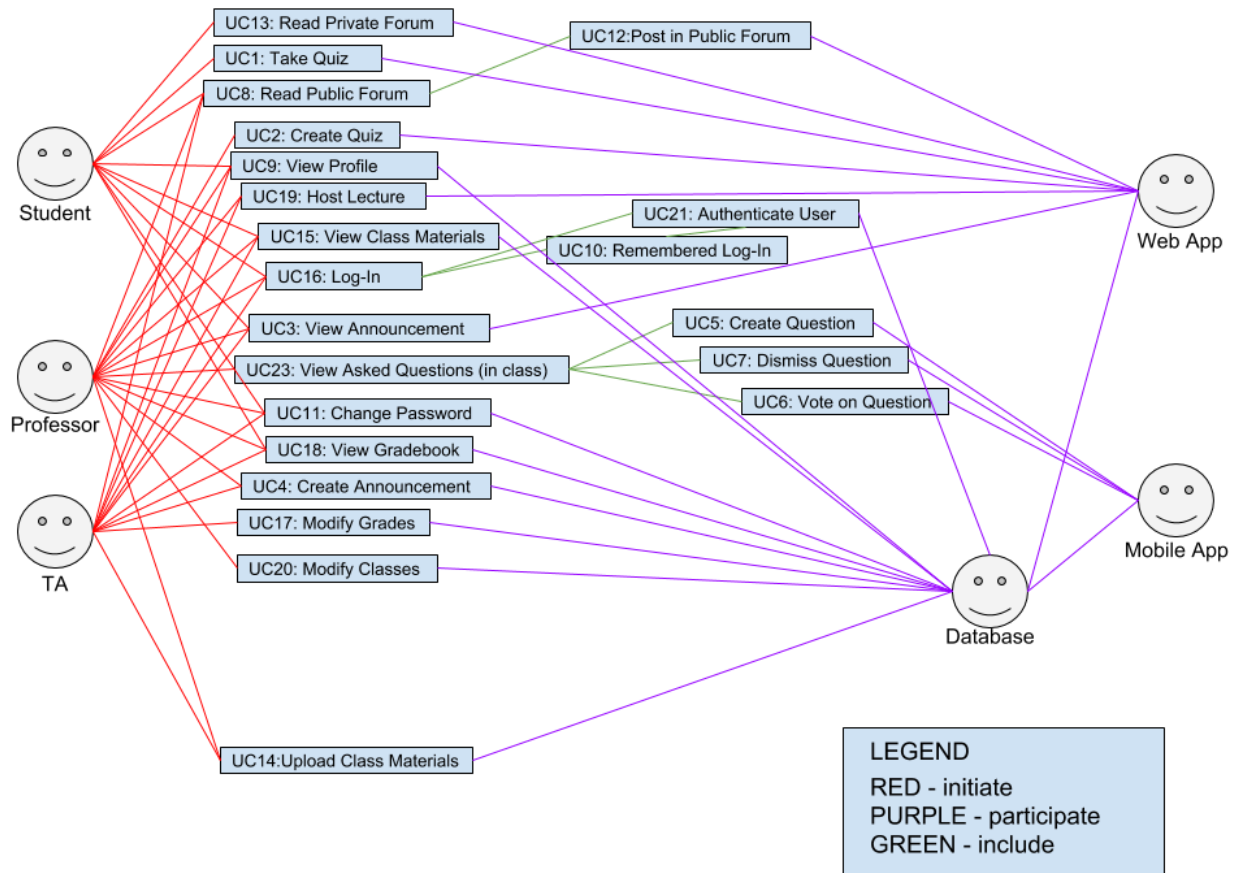 UC13: Read Private Forum
UC12:Post in Public Forum
UC1: Take Quiz
UC8: Read Public Forum
UC2: Create Quiz
UC9: View Profile
UC19: Host Lecture
Student
UC21: Authenticate User
Web App
UC15: View Class Materials
UC10: Remembered Log-In
UC16: Log-In
UC3: View Announcement
UC5: Create Question
UC23: View Asked Questions (in class)
UC7: Dismiss Question
UC6: Vote on Question
UC11: Change Password
Professor
UC18: View Gradebook
UC4: Create Announcement
UC17: Modify Grades
Mobile App
UC20: Modify Classes
TA
Database
UC14:Upload Class Materials
LEGEND
RED - initiate
PURPLE - participate
GREEN - include